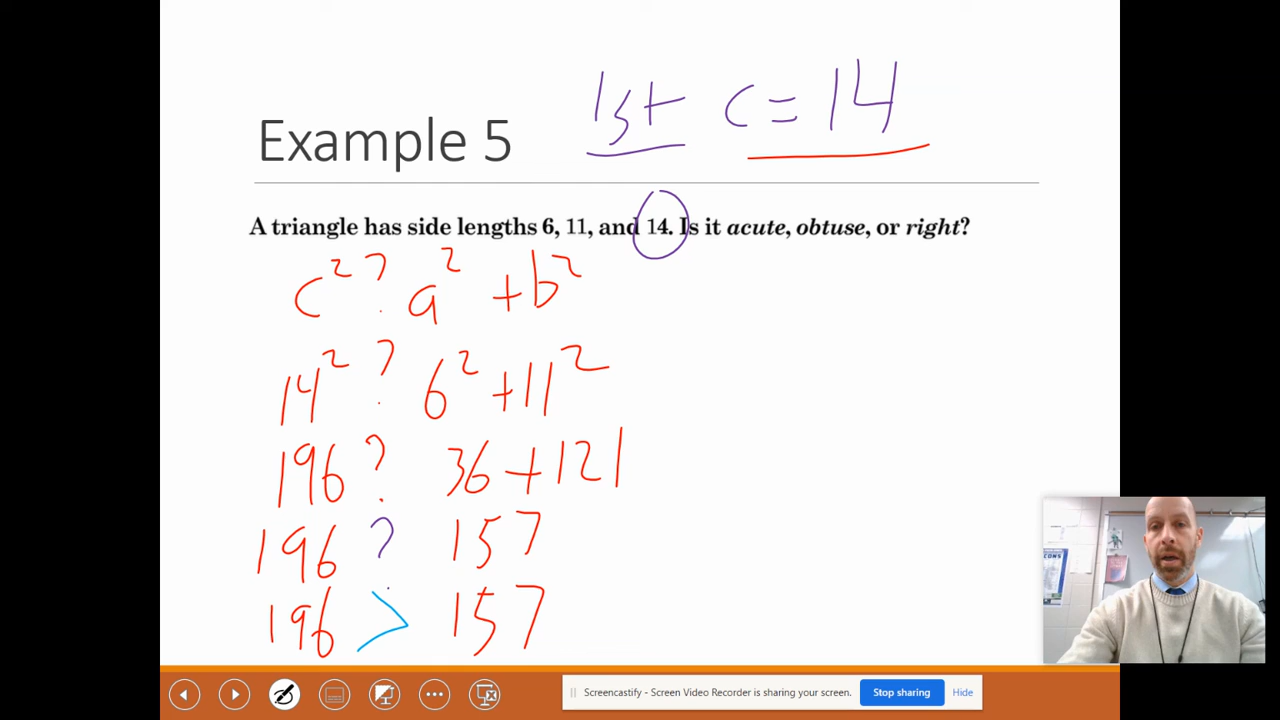 1st c = 14
Example 5
A triangle has side lengths 6, 11, and 14. Is it acute, obtuse, or right?
c² ? a² + b²
14² ? 6² + 11²
196 ? 36 + 121
196 ? 157
196 > 157
Screencastify - Screen Video Recorder is sharing your screen. Stop sharing Hide